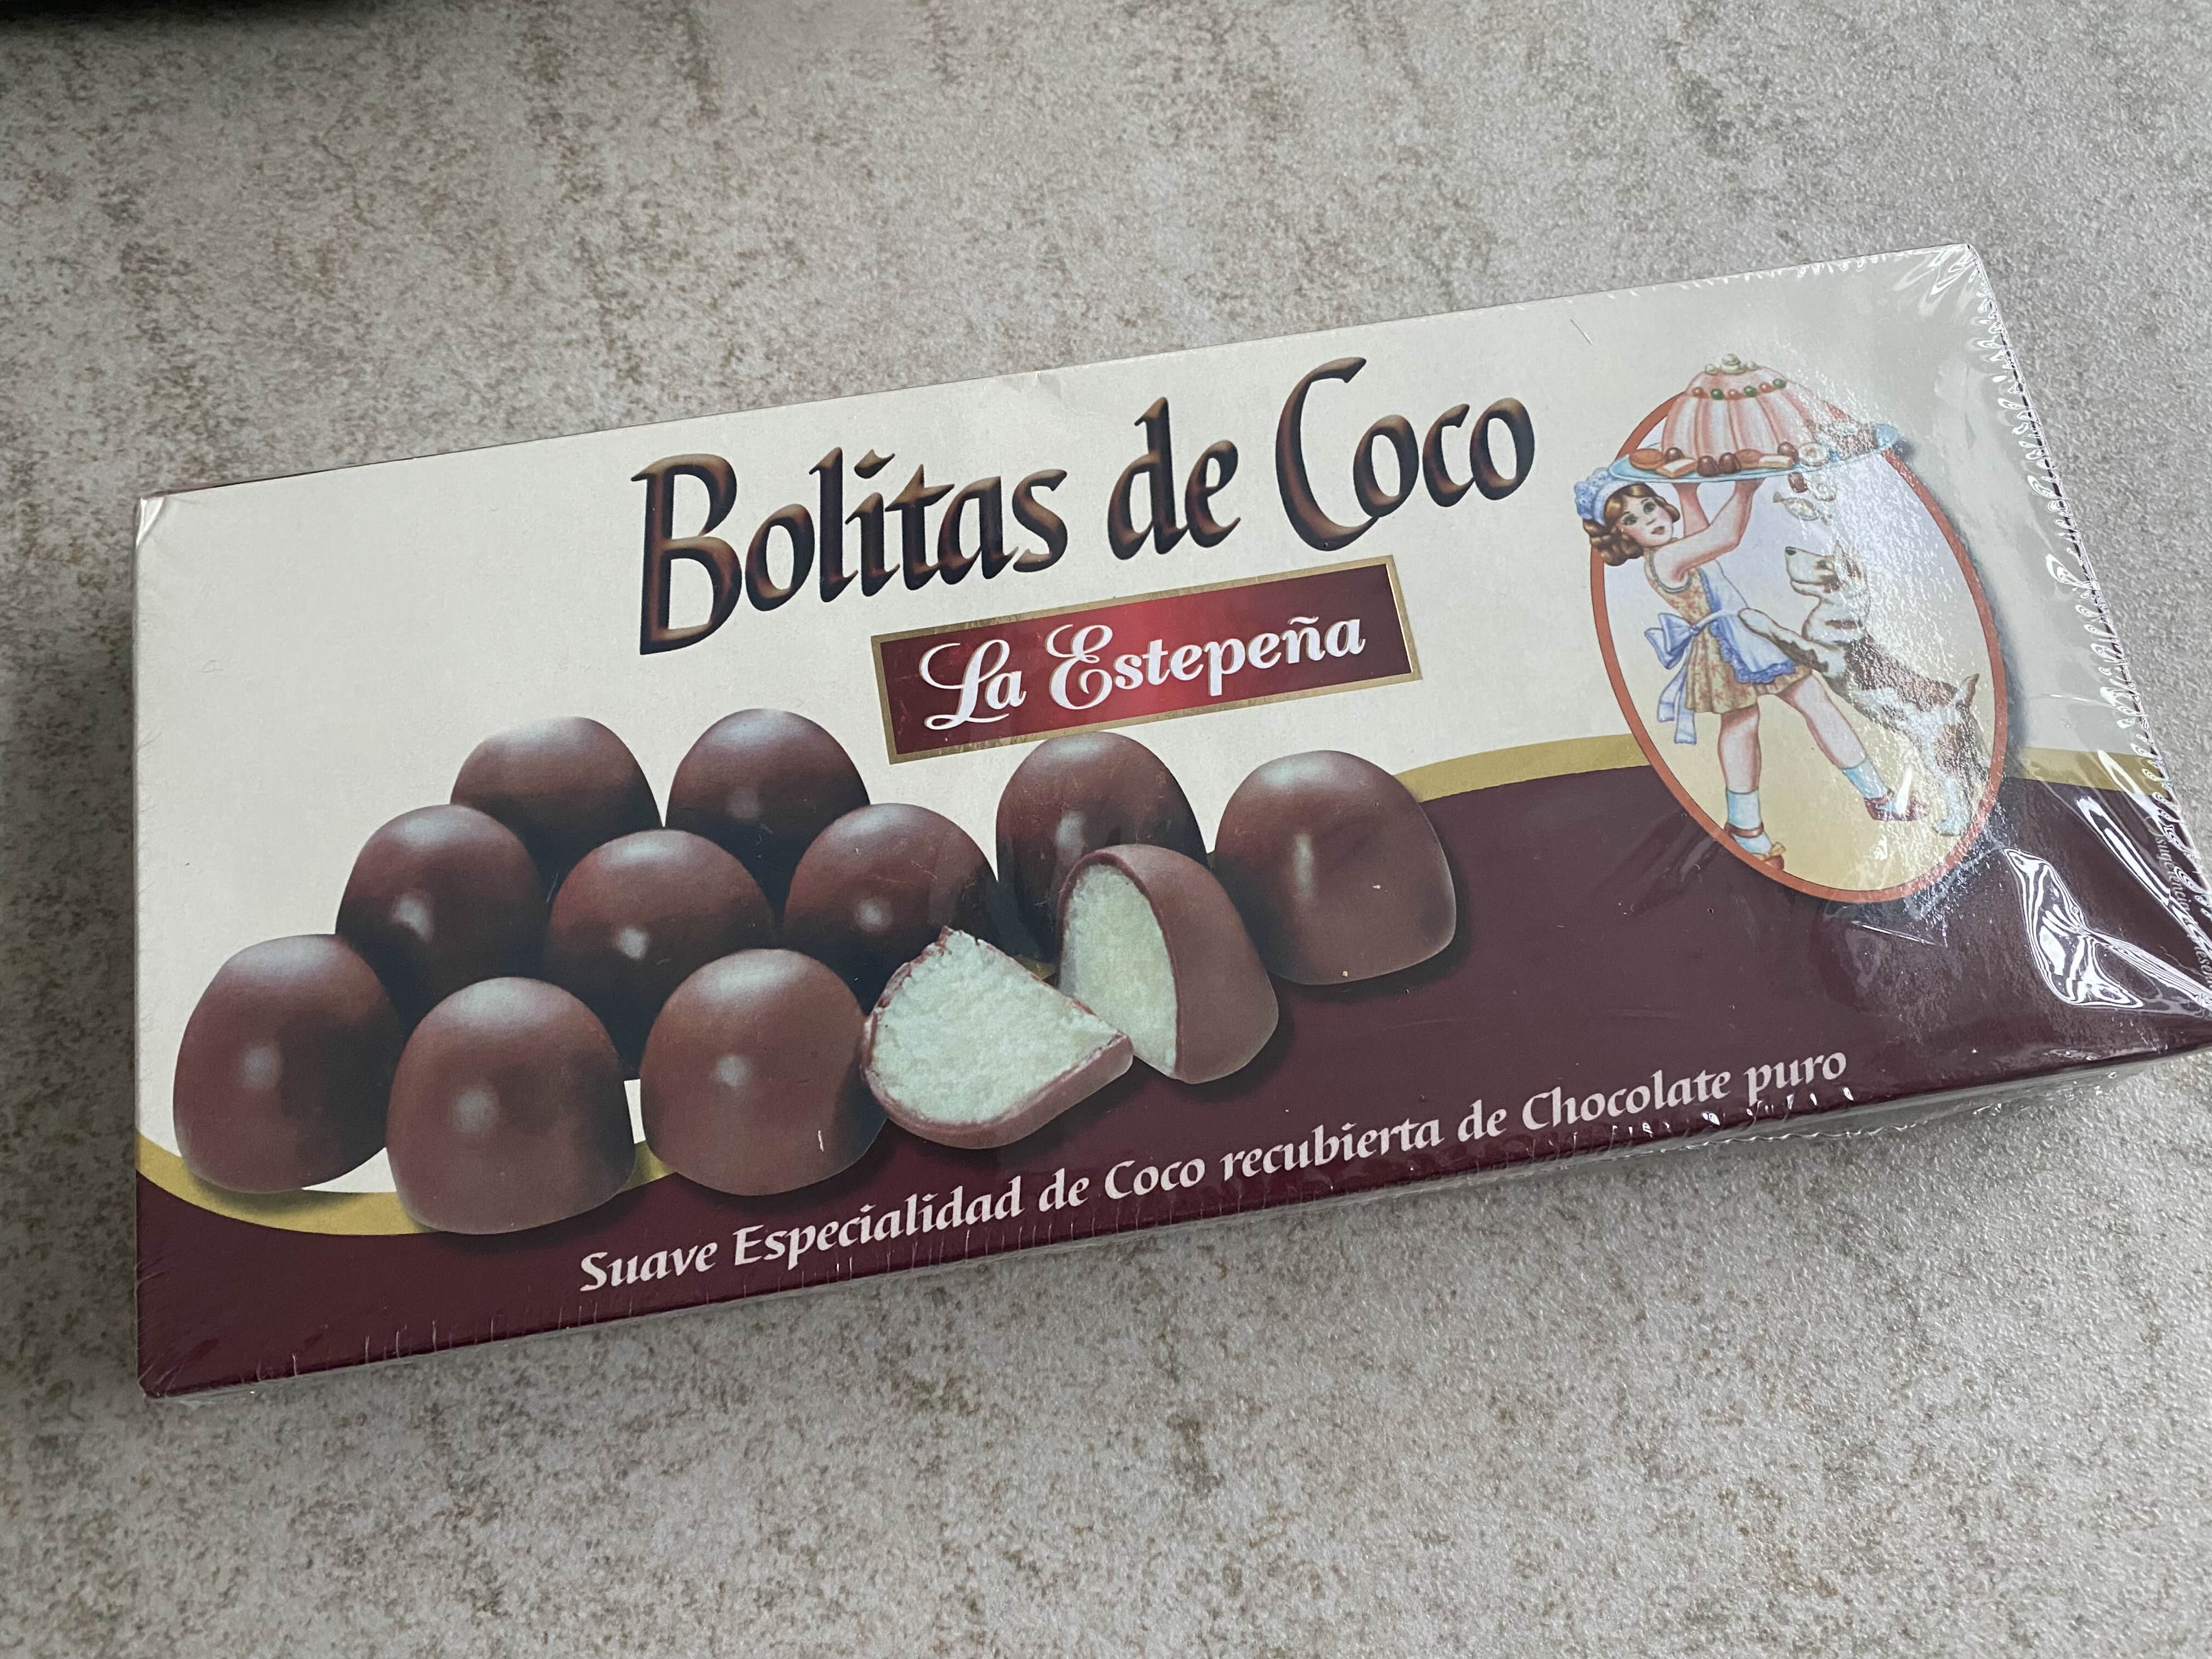 Bolitas de Coco
La Estepeña
Suave Especialidad de Coco recubierta de Chocolate puro